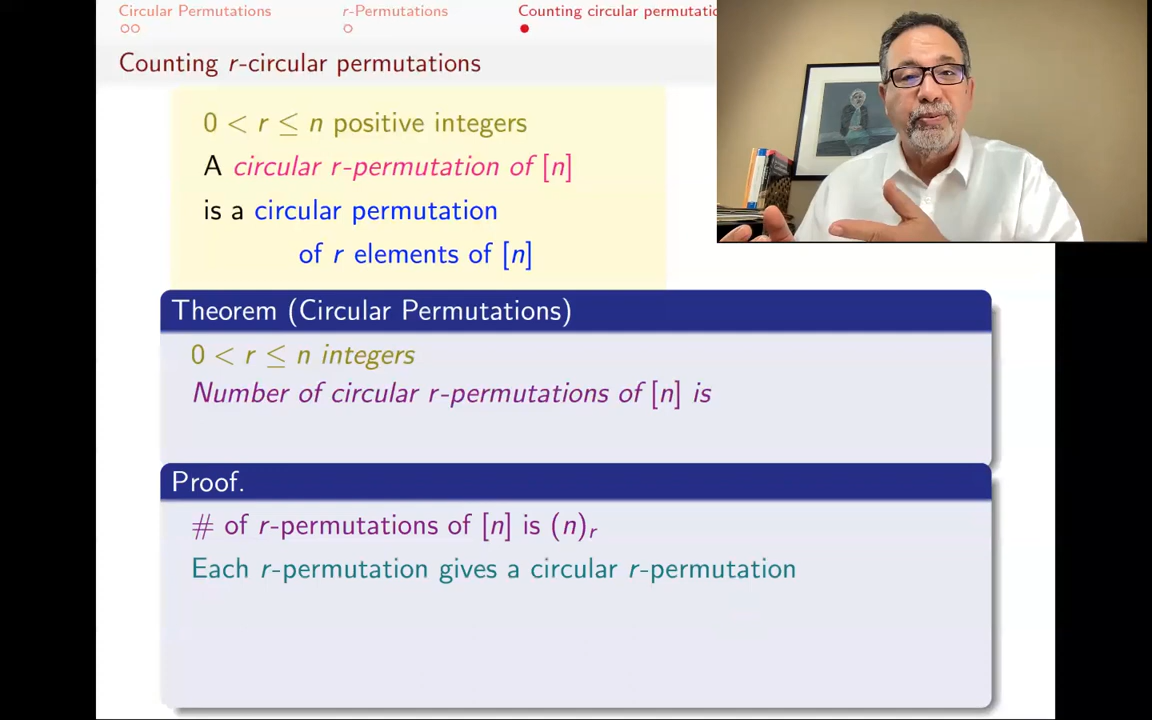 Circular Permutations
r-Permutations
Counting circular permutatio
Counting r-circular permutations
0 < r ≤ n positive integers
A circular r-permutation of [n]
is a circular permutation
of r elements of [n]
Theorem (Circular Permutations)
0 < r ≤ n integers
Number of circular r-permutations of [n] is
Proof.
# of r-permutations of [n] is (n)ᵣ
Each r-permutation gives a circular r-permutation